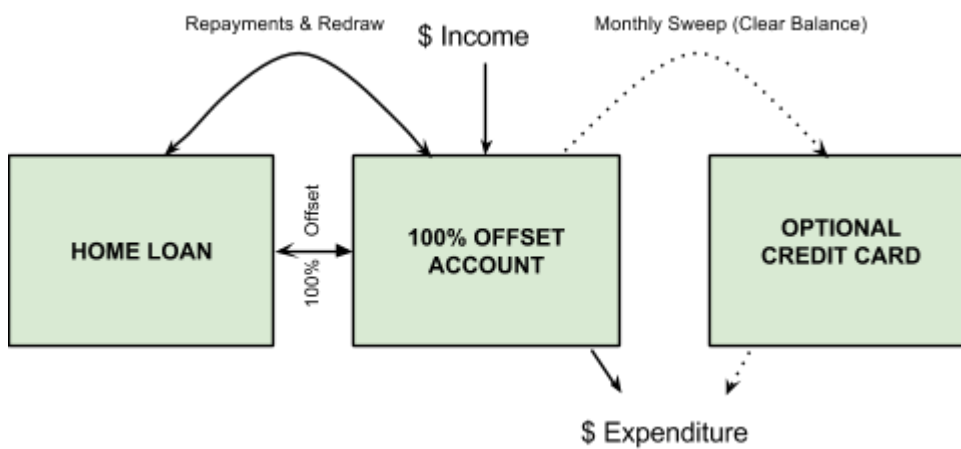 Repayments & Redraw
$ Income
Monthly Sweep (Clear Balance)
HOME LOAN
100% Offset
100% OFFSET
ACCOUNT
OPTIONAL
CREDIT CARD
$ Expenditure